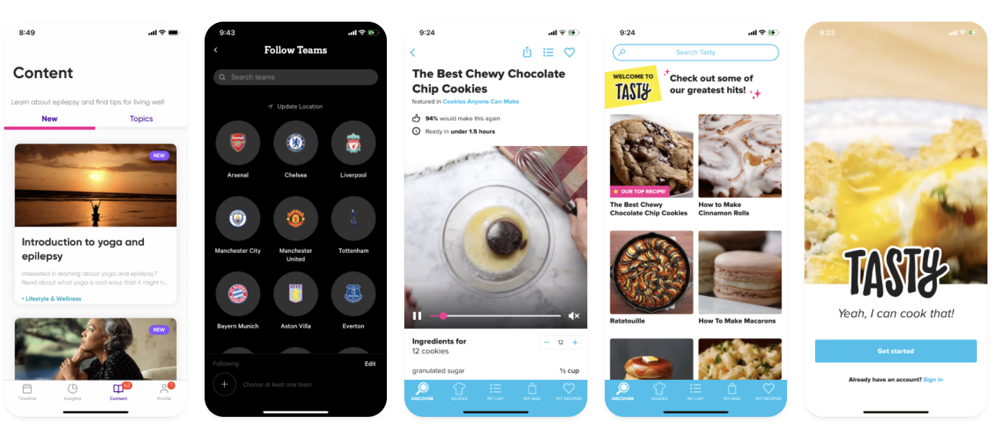 8:49
Content
Learn about epilepsy and find tips for living well
New
Topics
NEW
Introduction to yoga and
epilepsy
Interested in learning about yoga and epilepsy?
Read about what yoga is and ways that it might h...
• Lifestyle & Wellness
NEW
42
1
Timeline
Insights
Content
Profile
9:43
Follow Teams
Search teams
Update Location
Arsenal
Chelsea
Liverpool
Manchester City
Manchester
United
Tottenham
Bayern Munich
Aston Villa
Everton
Following
Edit
Choose at least one team.
9:24
The Best Chewy Chocolate
Chip Cookies
featured in Cookies Anyone Can Make
94% would make this again
Ready in under 1.5 hours
Ingredients for
12 cookies
− 12 +
granulated sugar
½ cup
DISCOVER
GUIDES
MY LIST
MY BAG
MY RECIPES
9:24
Search Tasty
WELCOME TO
TASTY
Check out some of
our greatest hits!
OUR TOP RECIPE!
The Best Chewy
Chocolate Chip Cookies
How to Make
Cinnamon Rolls
Ratatouille
How To Make Macarons
DISCOVER
GUIDES
MY LIST
MY BAG
MY RECIPES
9:23
TASTY
Yeah, I can cook that!
Get started
Already have an account? Sign in